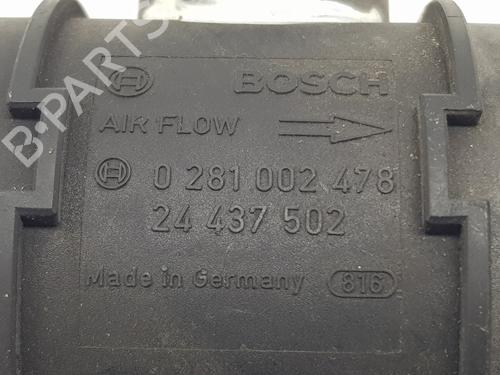 BOSCH
AIR FLOW
0 281 002 478
24 437 502
Made in Germany 816
B-PARTS